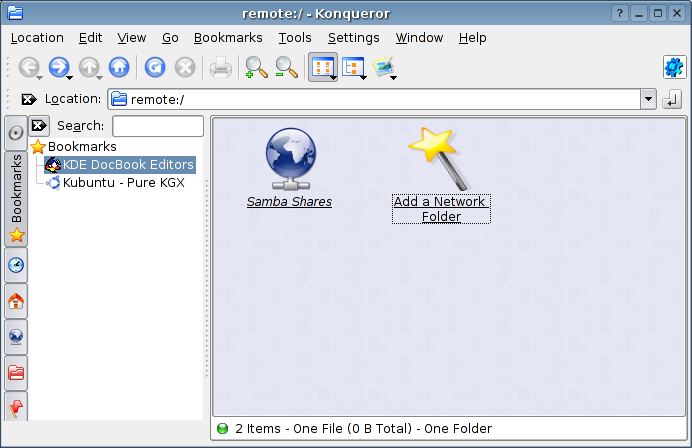 remote:/ - Konqueror
Location Edit View Go Bookmarks Tools Settings Window Help
Location: remote:/
Search:
Bookmarks
Bookmarks
KDE DocBook Editors
Kubuntu - Pure KGX
Samba Shares
Add a Network
Folder
2 Items - One File (0 B Total) - One Folder